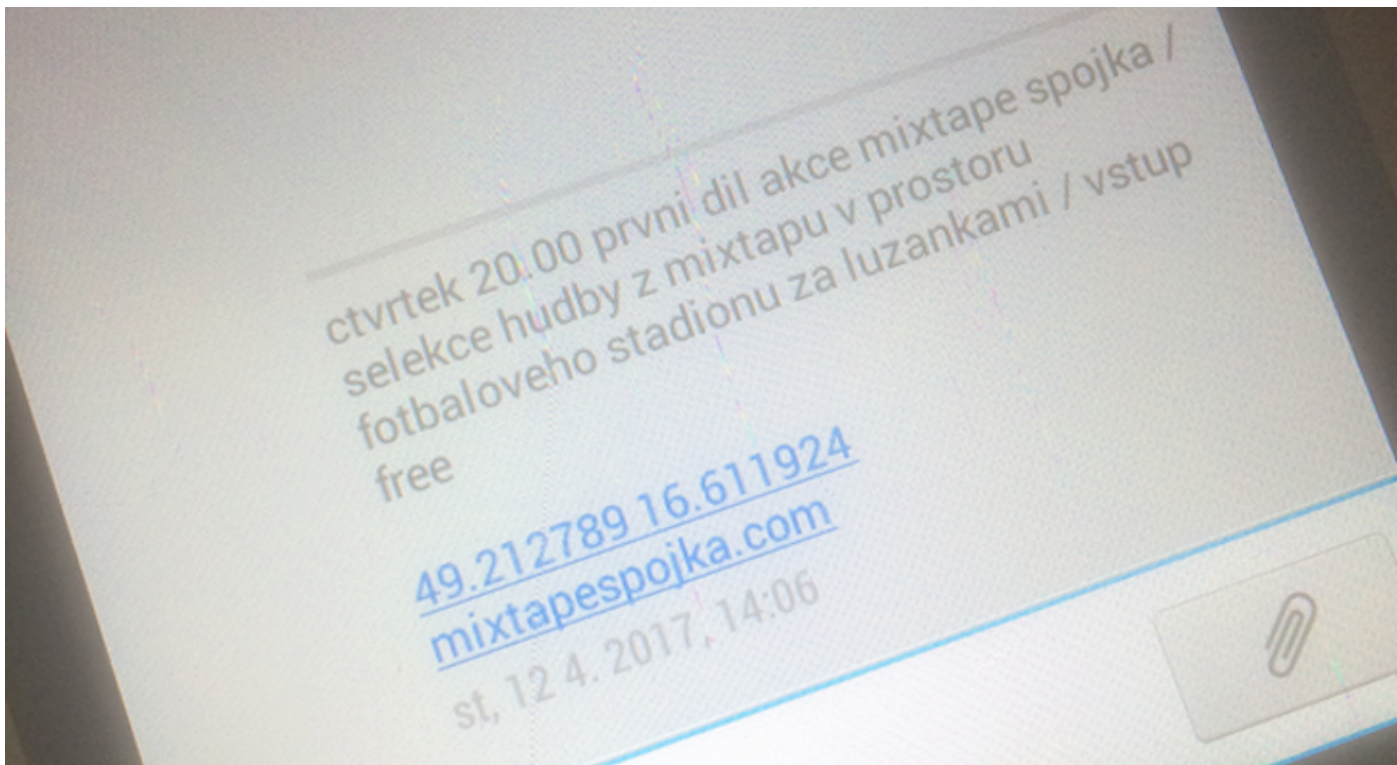 ctvrtek 20.00 prvni dil akce mixtape spojka /
selekce hudby z mixtapu v prostoru
fotbaloveho stadionu za luzankami / vstup
free
49.212789 16.611924
mixtapespojka.com
st, 12 4. 2017, 14:06